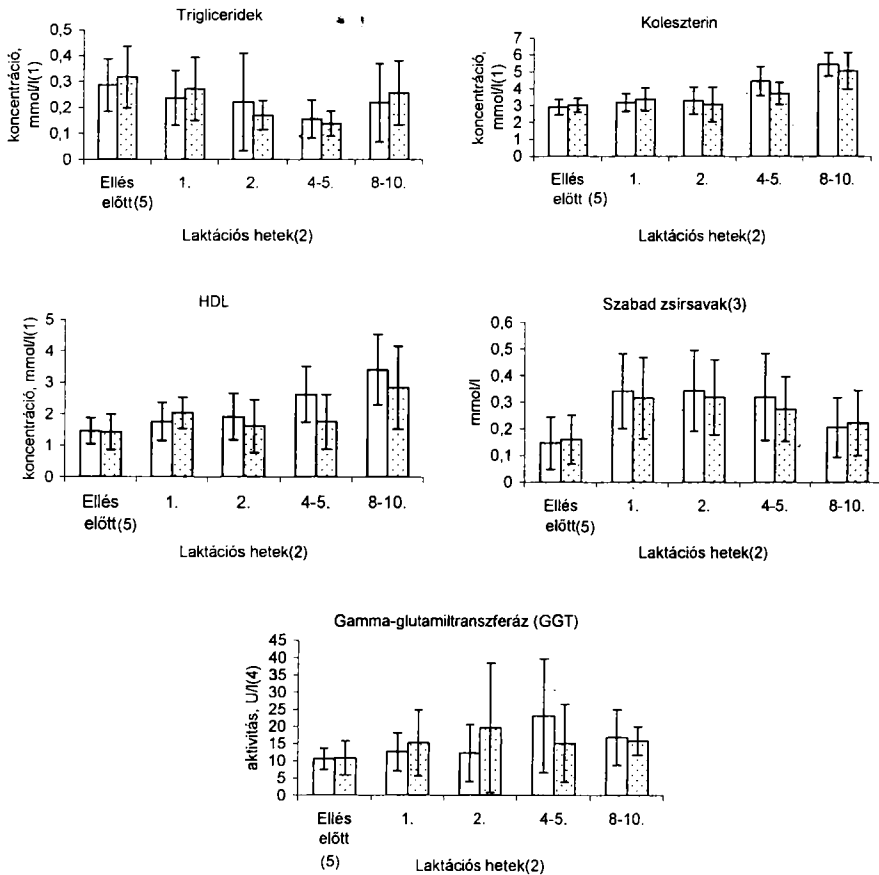 Trigliceridek
koncentráció,
mmol/l(1)
0,5
0,4
0,3
0,2
0,1
0
Ellés
előtt(5)
1.
2.
4-5.
8-10.
Laktációs hetek(2)
Koleszterin
koncentráció,
mmol/l(1)
7
6
5
4
3
2
1
0
Ellés
előtt (5)
1.
2.
4-5.
8-10.
Laktációs hetek(2)
HDL
koncentráció, mmol/l(1)
5
4
3
2
1
0
Ellés
előtt(5)
1.
2.
4-5.
8-10.
Laktációs hetek(2)
Szabad zsírsavak(3)
mmol/l
0,6
0,5
0,4
0,3
0,2
0,1
0
Ellés
előtt(5)
1.
2.
4-5.
8-10.
Laktációs hetek(2)
Gamma-glutamiltranszferáz (GGT)
aktivitás, U/l(4)
45
40
35
30
25
20
15
10
5
0
Ellés
előtt
(5)
1.
2.
4-5.
8-10.
Laktációs hetek(2)